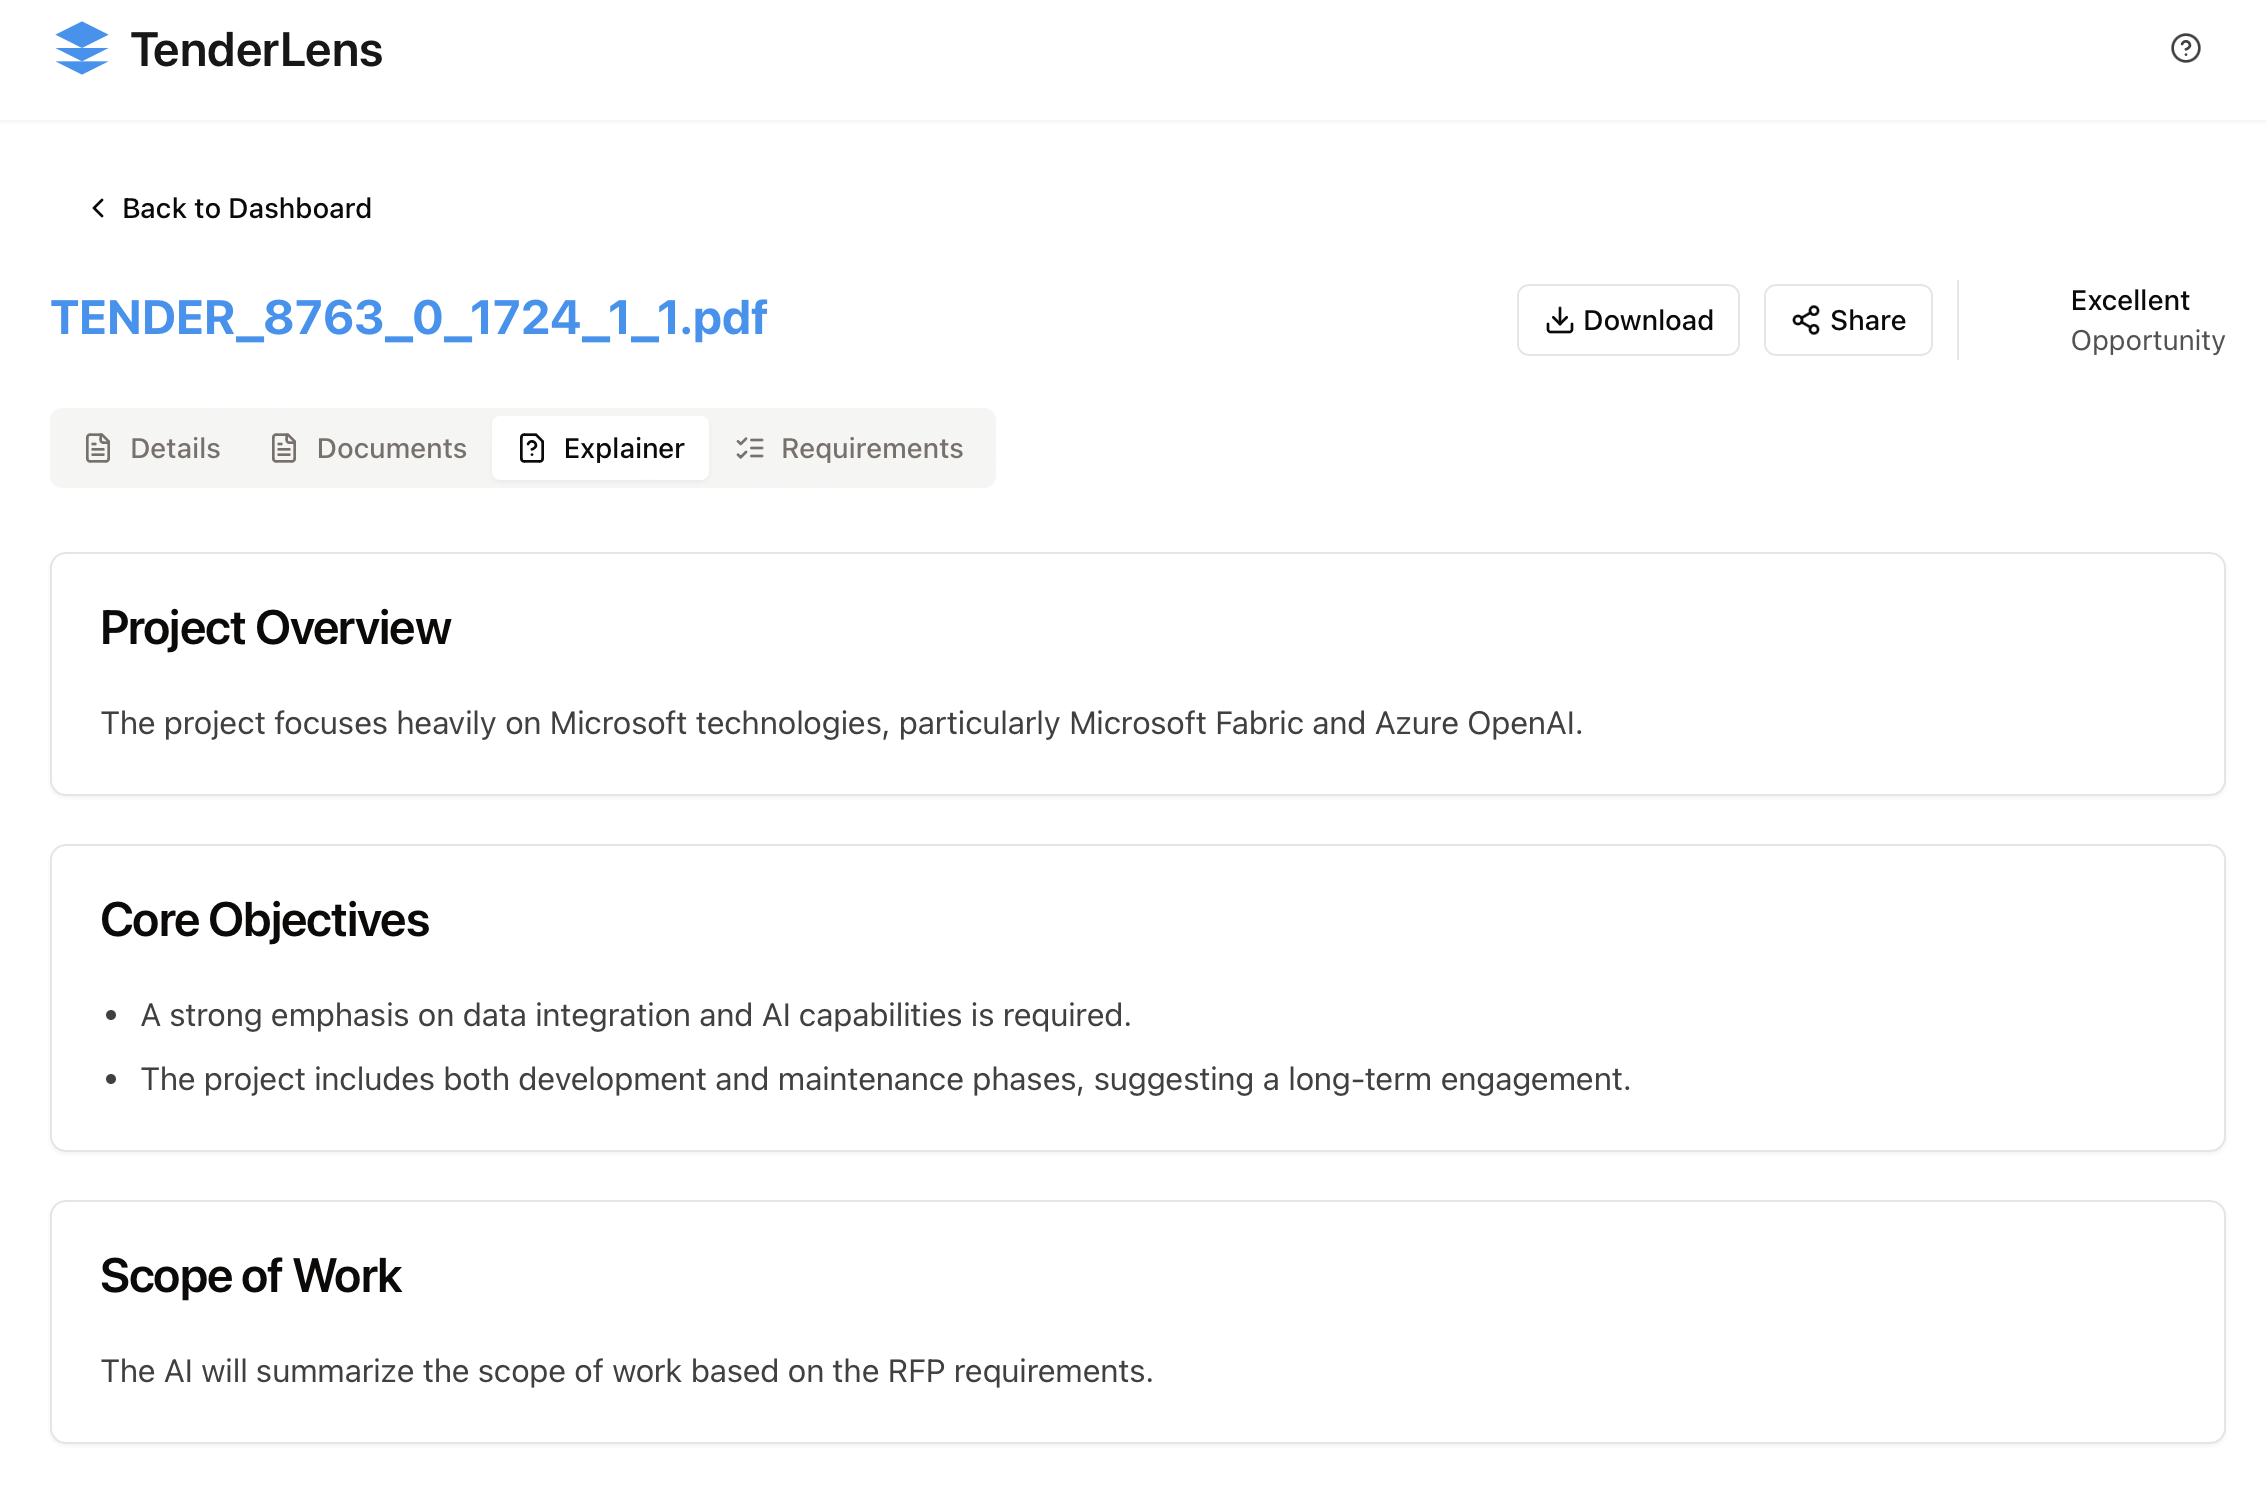 TenderLens
Back to Dashboard
TENDER_8763_0_1724_1_1.pdf
Download
Share
Excellent
Opportunity
Details
Documents
Explainer
Requirements
Project Overview
The project focuses heavily on Microsoft technologies, particularly Microsoft Fabric and Azure OpenAI.
Core Objectives
• A strong emphasis on data integration and AI capabilities is required.
• The project includes both development and maintenance phases, suggesting a long-term engagement.
Scope of Work
The AI will summarize the scope of work based on the RFP requirements.